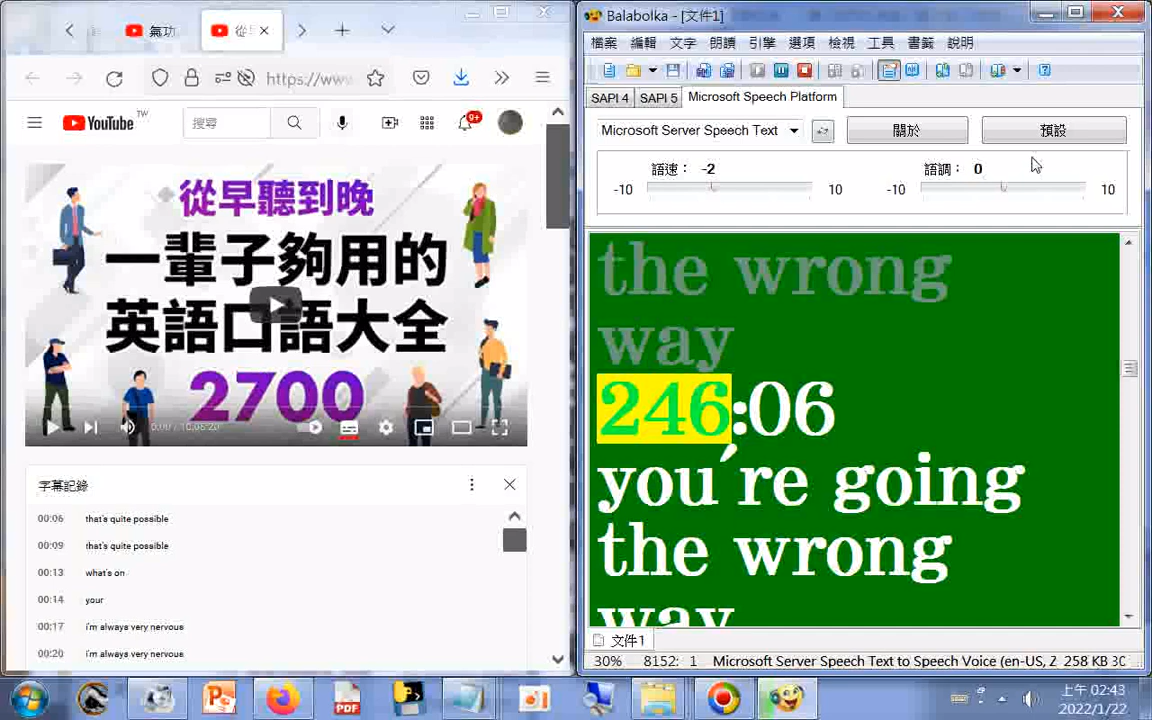 氣功
從!
https://www
YouTube TW
搜尋
9+
從早聽到晚
一輩子夠用的
英語口語大全
2700
字幕記錄
00:06 that's quite possible
00:09 that's quite possible
00:13 what's on
00:14 your
00:17 i'm always very nervous
00:20 i'm always very nervous
Balabolka - [文件1]
檔案 編輯 文字 朗讀 引擎 選項 檢視 工具 書籤 說明
SAPI 4 SAPI 5 Microsoft Speech Platform
Microsoft Server Speech Text 關於 預設
語速： -2 語調： 0
-10 10 -10 10
the wrong
way
246:06
you're going
the wrong
way
文件1
30% 8152: 1 Microsoft Server Speech Text to Speech Voice (en-US, Z 258 KB
PDF
上午 02:43
2022/1/22